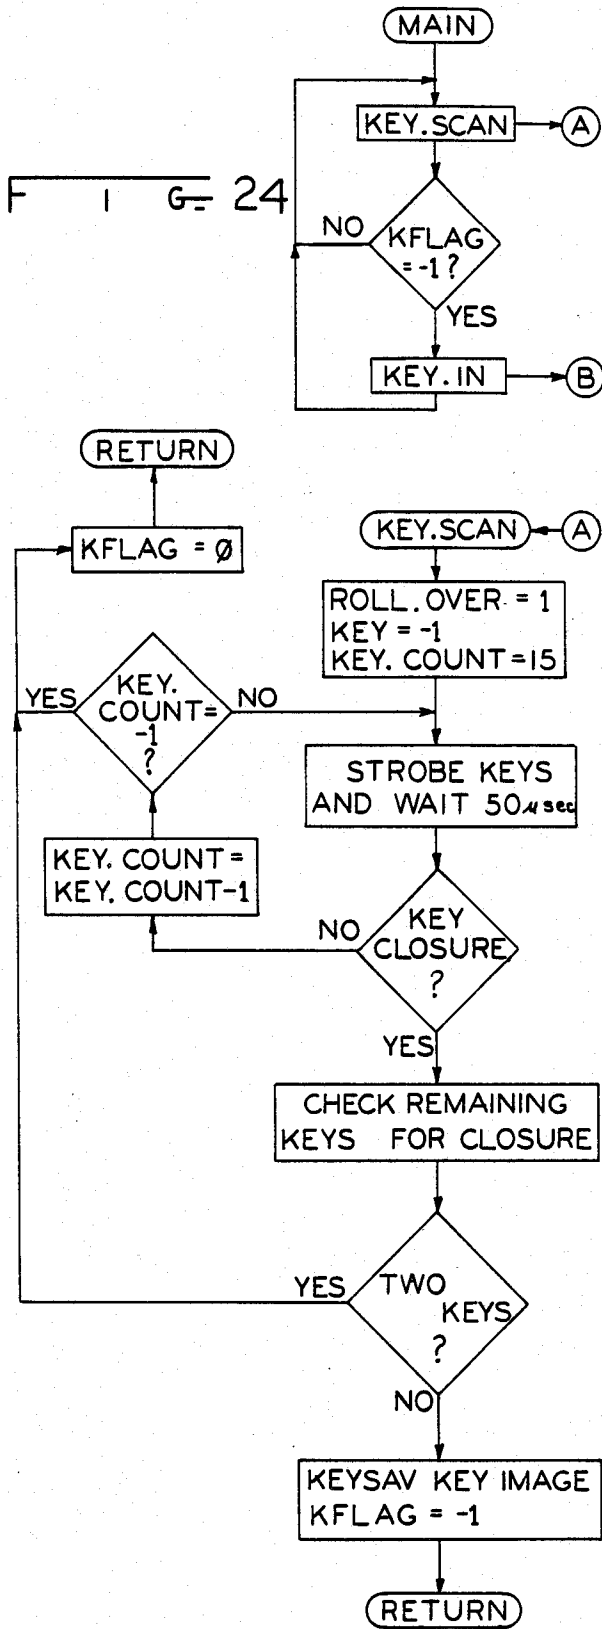 MAIN
KEY.SCAN
A
F I G= 24
NO
KFLAG
= -1?
YES
KEY.IN
B
RETURN
KFLAG = Ø
KEY.SCAN
A
ROLL.OVER = 1
KEY = -1
KEY. COUNT=15
YES
KEY.
COUNT=
-1
?
NO
STROBE KEYS
AND WAIT 50 μsec
KEY. COUNT =
KEY. COUNT-1
NO
KEY
CLOSURE
?
YES
CHECK REMAINING
KEYS FOR CLOSURE
YES
TWO
KEYS
?
NO
KEYSAV KEY IMAGE
KFLAG = -1
RETURN